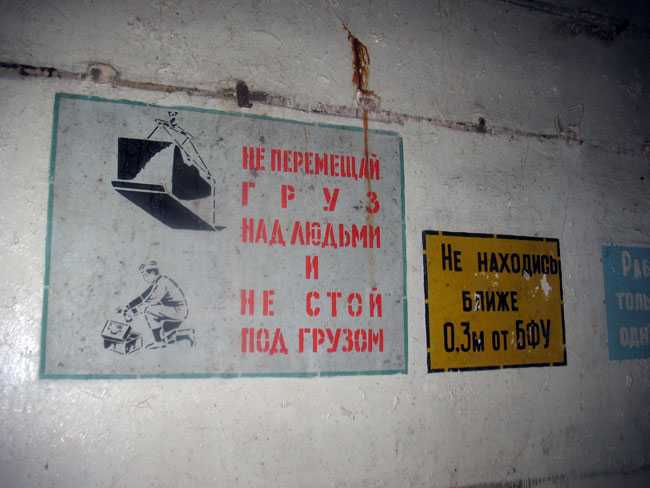 НЕ ПЕРЕМЕЩАЙ
ГРУЗ
НАД ЛЮДЬМИ
И
НЕ СТОЙ
ПОД ГРУЗОМ
НЕ НАХОДИСЬ
БЛИЖЕ
0,3м от БФУ